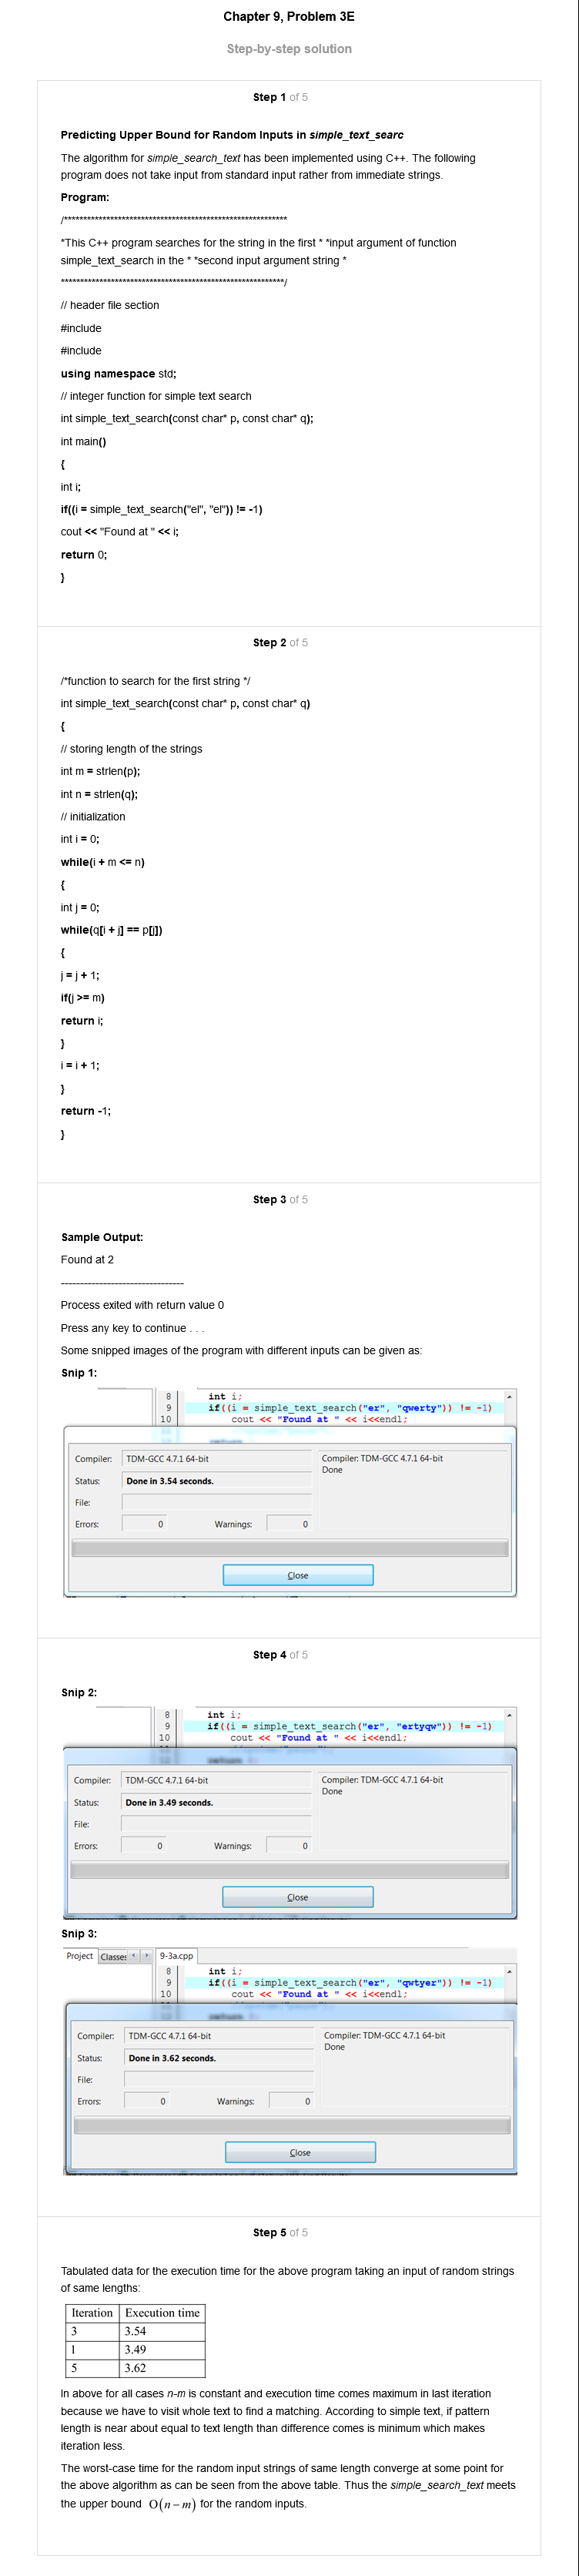 Chapter 9, Problem 3E
Step-by-step solution
Step 1 of 5
Predicting Upper Bound for Random Inputs in simple_text_searc
The algorithm for simple_search_text has been implemented using C++. The following
program does not take input from standard input rather from immediate strings.
Program:
/**********************************************************
*This C++ program searches for the string in the first * *input argument of function
simple_text_search in the * *second input argument string *
**********************************************************/
// header file section
#include
#include
using namespace std;
// integer function for simple text search
int simple_text_search(const char* p, const char* q);
int main()
{
int i;
if((i = simple_text_search("el", "el")) != -1)
cout << "Found at " << i;
return 0;
}
Step 2 of 5
/*function to search for the first string */
int simple_text_search(const char* p, const char* q)
{
// storing length of the strings
int m = strlen(p);
int n = strlen(q);
// initialization
int i = 0;
while(i + m <= n)
{
int j = 0;
while(q[i + j] == p[j])
{
j = j + 1;
if(j >= m)
return i;
}
i = i + 1;
}
return -1;
}
Step 3 of 5
Sample Output:
Found at 2
--------------------------------
Process exited with return value 0
Press any key to continue . . .
Some snipped images of the program with different inputs can be given as:
Snip 1:
8 int i;
9 if((i = simple_text_search("er", "qwerty")) != -1)
10 cout << "Found at " << i<<endl;
Compiler: TDM-GCC 4.7.1 64-bit
Compiler: TDM-GCC 4.7.1 64-bit
Done
Status: Done in 3.54 seconds.
File:
Errors: 0 Warnings: 0
Close
Step 4 of 5
Snip 2:
8 int i;
9 if((i = simple_text_search("er", "ertyqw")) != -1)
10 cout << "Found at " << i<<endl;
Compiler: TDM-GCC 4.7.1 64-bit
Compiler: TDM-GCC 4.7.1 64-bit
Done
Status: Done in 3.49 seconds.
File:
Errors: 0 Warnings: 0
Close
Snip 3:
Project Classes 9-3a.cpp
8 int i;
9 if((i = simple_text_search("er", "qwtyer")) != -1)
10 cout << "Found at " << i<<endl;
Compiler: TDM-GCC 4.7.1 64-bit
Compiler: TDM-GCC 4.7.1 64-bit
Done
Status: Done in 3.62 seconds.
File:
Errors: 0 Warnings: 0
Close
Step 5 of 5
Tabulated data for the execution time for the above program taking an input of random strings
of same lengths:
Iteration Execution time
3 3.54
1 3.49
5 3.62
In above for all cases n-m is constant and execution time comes maximum in last iteration
because we have to visit whole text to find a matching. According to simple text, if pattern
length is near about equal to text length than difference comes is minimum which makes
iteration less.
The worst-case time for the random input strings of same length converge at some point for
the above algorithm as can be seen from the above table. Thus the simple_search_text meets
the upper bound O(n – m) for the random inputs.